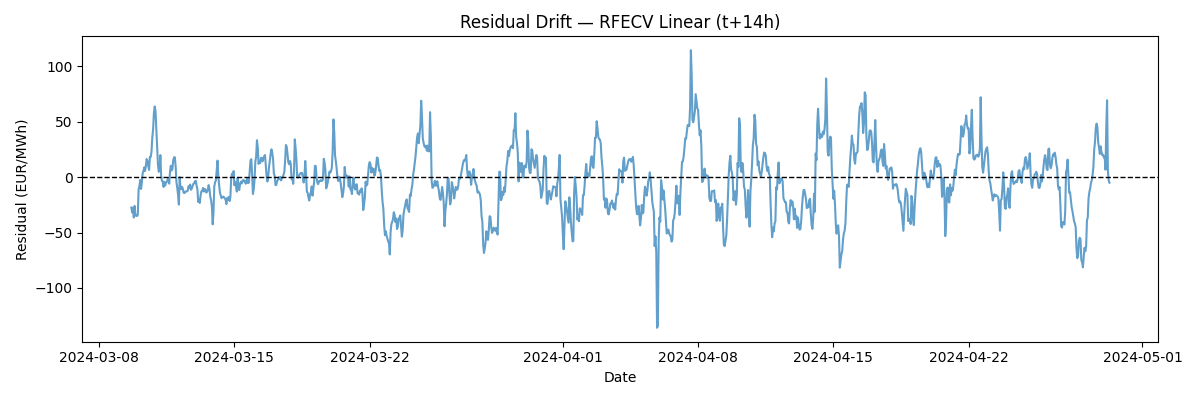 Residual Drift — RFECV Linear (t+14h)
Residual (EUR/MWh)
100
50
0
−50
−100
2024-03-08 2024-03-15 2024-03-22 2024-04-01 2024-04-08 2024-04-15 2024-04-22 2024-05-01
Date